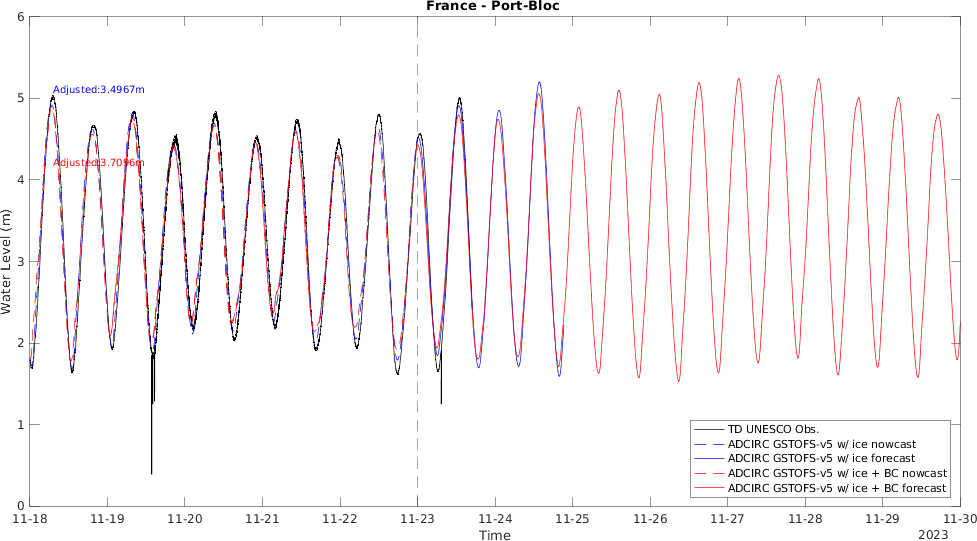 France - Port-Bloc
6
5
4
3
2
1
0
Water Level (m)
Adjusted:3.4967m
Adjusted:3.7096m
TD UNESCO Obs.
ADCIRC GSTOFS-v5 w/ ice nowcast
ADCIRC GSTOFS-v5 w/ ice forecast
ADCIRC GSTOFS-v5 w/ ice + BC nowcast
ADCIRC GSTOFS-v5 w/ ice + BC forecast
11-18 11-19 11-20 11-21 11-22 11-23 11-24 11-25 11-26 11-27 11-28 11-29 11-30
Time
2023